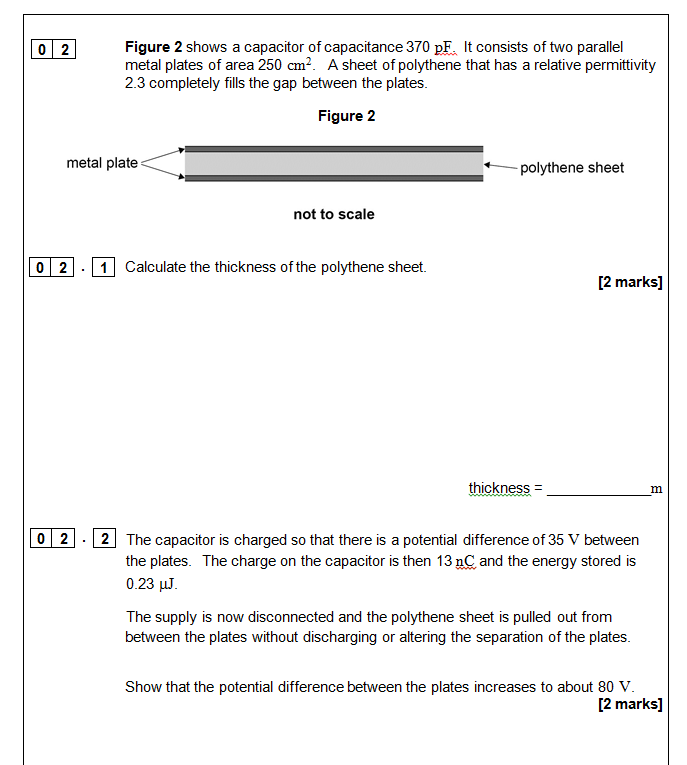 0 2 Figure 2 shows a capacitor of capacitance 370 pF. It consists of two parallel
metal plates of area 250 cm². A sheet of polythene that has a relative permittivity
2.3 completely fills the gap between the plates.
Figure 2
metal plate
polythene sheet
not to scale
0 2 . 1 Calculate the thickness of the polythene sheet.
[2 marks]
thickness = ____________ m
0 2 . 2 The capacitor is charged so that there is a potential difference of 35 V between
the plates. The charge on the capacitor is then 13 nC and the energy stored is
0.23 µJ.
The supply is now disconnected and the polythene sheet is pulled out from
between the plates without discharging or altering the separation of the plates.
Show that the potential difference between the plates increases to about 80 V.
[2 marks]